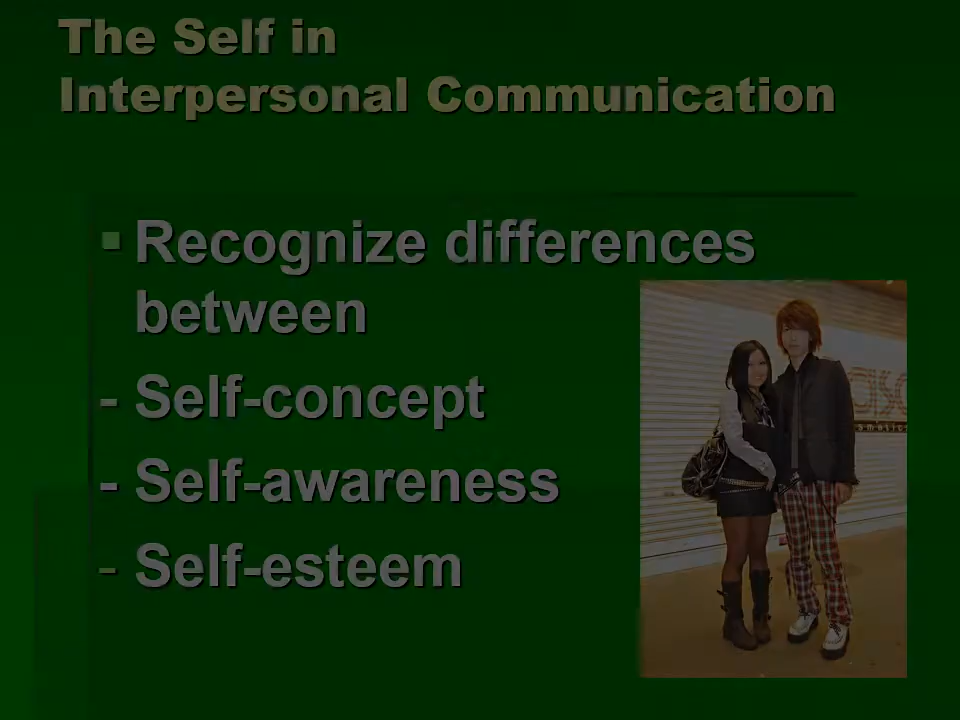 The Self in
Interpersonal Communication
▪ Recognize differences
between
- Self-concept
- Self-awareness
- Self-esteem